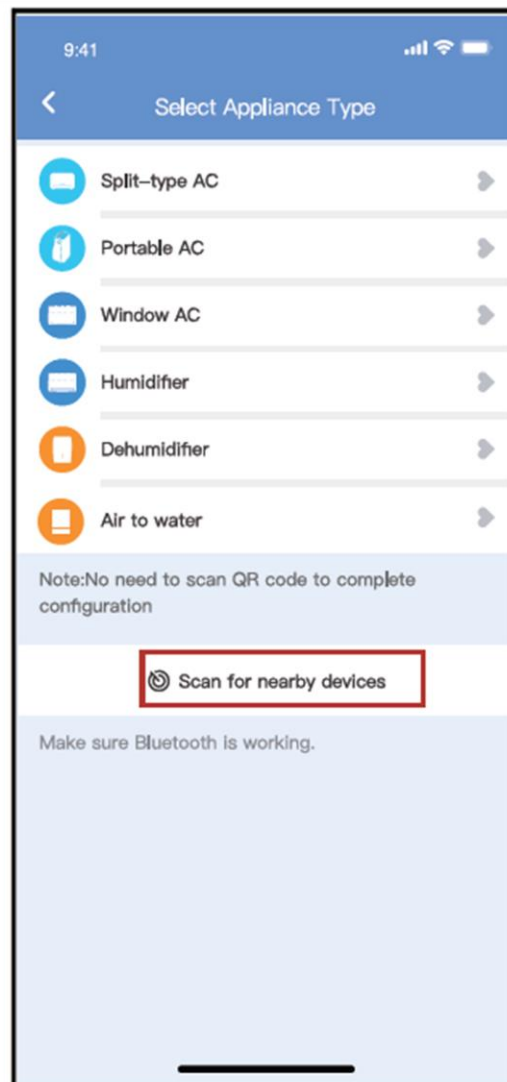 9:41
Select Appliance Type
Split-type AC
Portable AC
Window AC
Humidifier
Dehumidifier
Air to water
Note:No need to scan QR code to complete
configuration
Scan for nearby devices
Make sure Bluetooth is working.